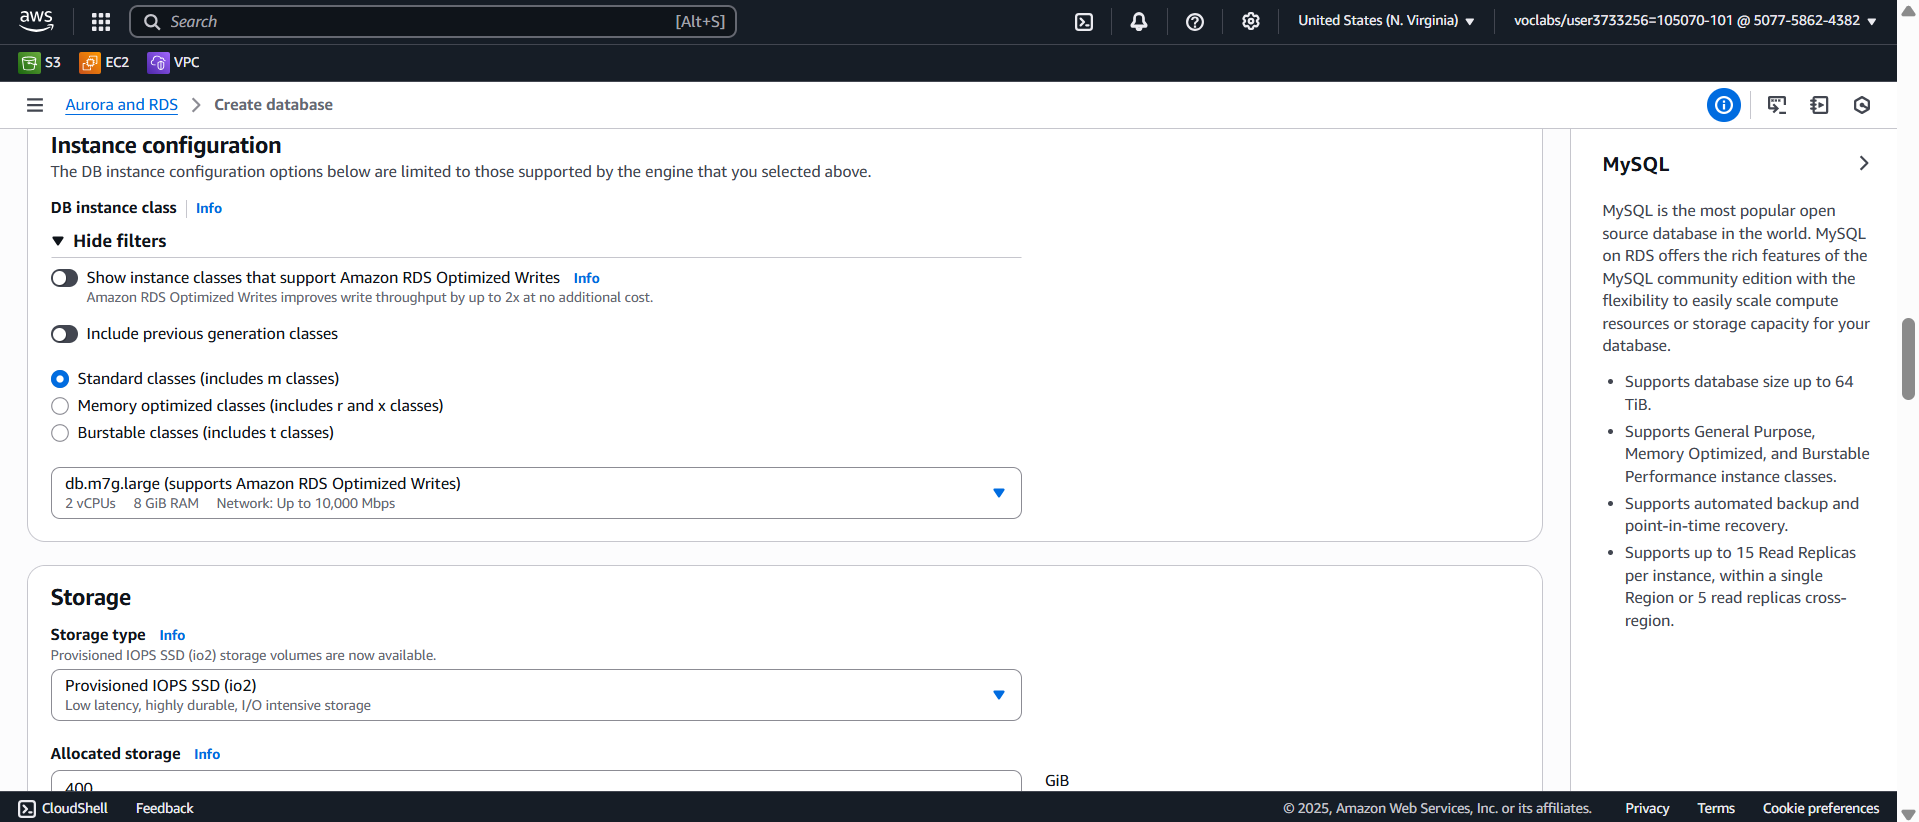 aws
Search
[Alt+S]
United States (N. Virginia)
voclabs/user3733256=105070-101 @ 5077-5862-4382
S3
EC2
VPC
Aurora and RDS
Create database
Instance configuration
The DB instance configuration options below are limited to those supported by the engine that you selected above.
DB instance class
Info
Hide filters
Show instance classes that support Amazon RDS Optimized Writes
Info
Amazon RDS Optimized Writes improves write throughput by up to 2x at no additional cost.
Include previous generation classes
Standard classes (includes m classes)
Memory optimized classes (includes r and x classes)
Burstable classes (includes t classes)
db.m7g.large (supports Amazon RDS Optimized Writes)
2 vCPUs 8 GiB RAM Network: Up to 10,000 Mbps
Storage
Storage type
Info
Provisioned IOPS SSD (io2) storage volumes are now available.
Provisioned IOPS SSD (io2)
Low latency, highly durable, I/O intensive storage
Allocated storage
Info
400
GiB
MySQL
MySQL is the most popular open
source database in the world. MySQL
on RDS offers the rich features of the
MySQL community edition with the
flexibility to easily scale compute
resources or storage capacity for your
database.
• Supports database size up to 64
TiB.
• Supports General Purpose,
Memory Optimized, and Burstable
Performance instance classes.
• Supports automated backup and
point-in-time recovery.
• Supports up to 15 Read Replicas
per instance, within a single
Region or 5 read replicas cross-
region.
CloudShell
Feedback
© 2025, Amazon Web Services, Inc. or its affiliates.
Privacy
Terms
Cookie preferences